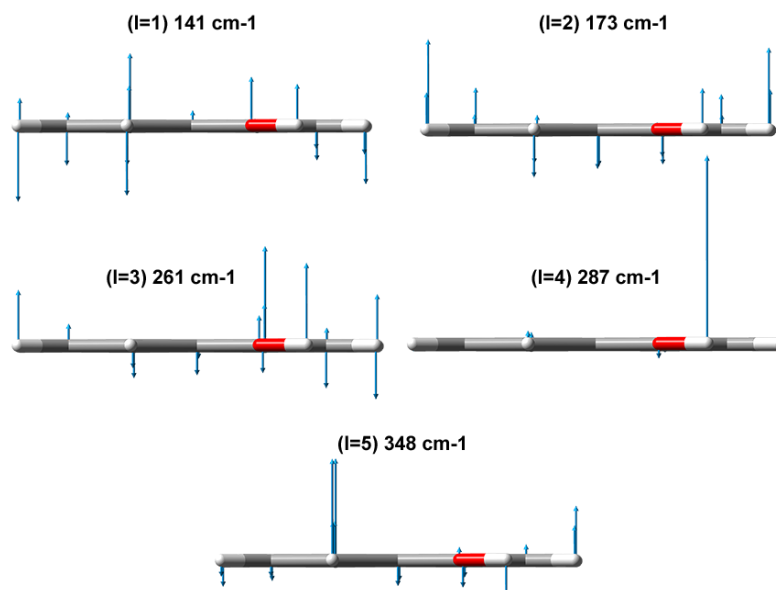 (I=1) 141 cm-1
(I=2) 173 cm-1
(I=3) 261 cm-1
(I=4) 287 cm-1
(I=5) 348 cm-1